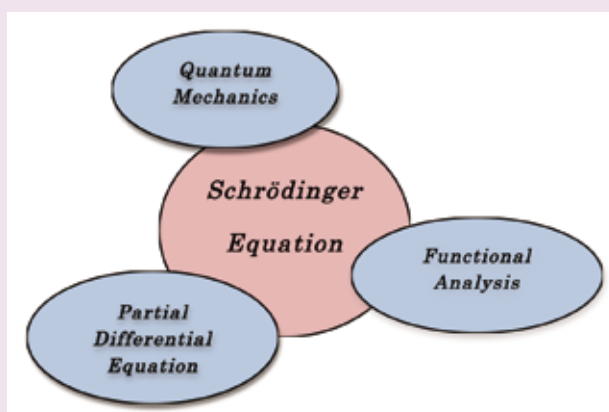 Quantum
Mechanics
Schrödinger
Equation
Functional
Analysis
Partial
Differential
Equation